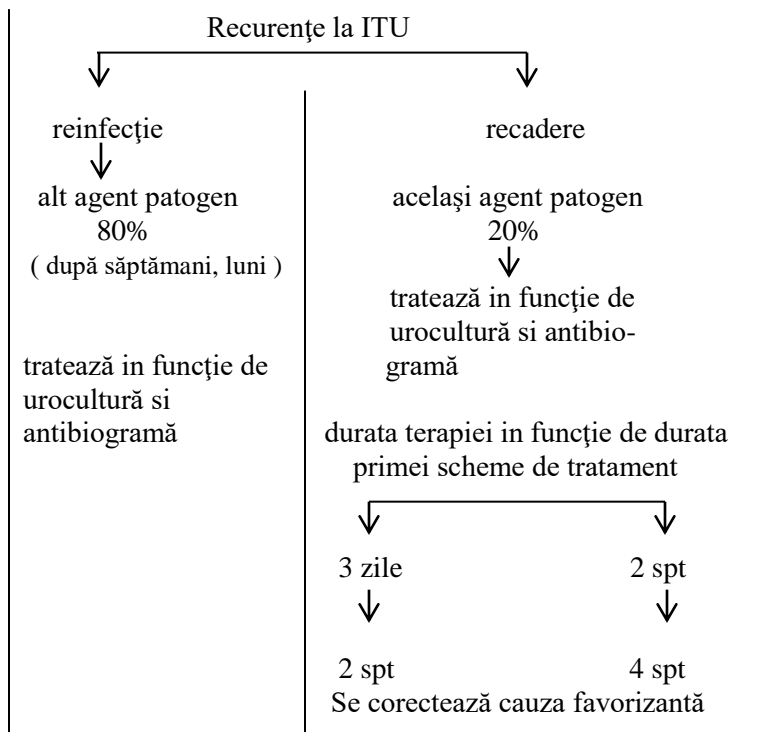 Recurenţe la ITU
reinfecţie
alt agent patogen
80%
( după săptămani, luni )
tratează in funcţie de
urocultură si
antibiogramă
recadere
acelaşi agent patogen
20%
tratează in funcţie de
urocultură si antibio-
gramă
durata terapiei in funcţie de durata
primei scheme de tratament
3 zile 2 spt
2 spt 4 spt
Se corectează cauza favorizantă